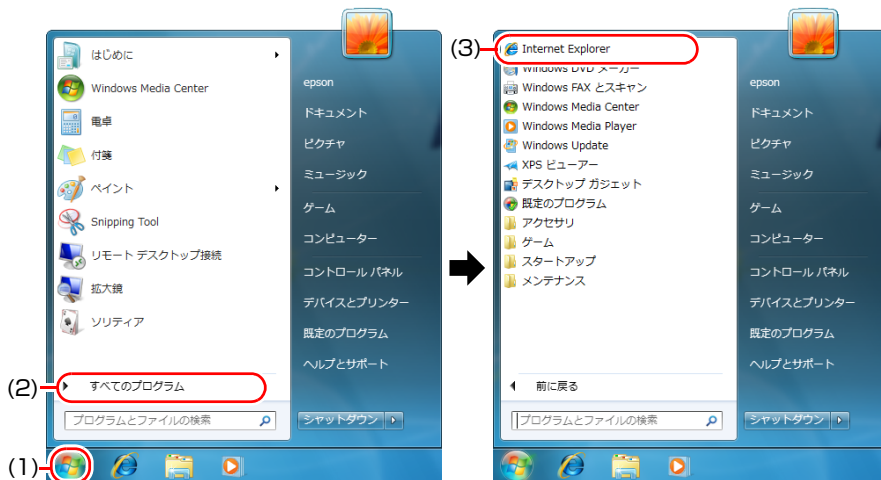 はじめに
Windows Media Center
電卓
付箋
ペイント
Snipping Tool
リモート デスクトップ接続
拡大鏡
ソリティア
(2)
すべてのプログラム
プログラムとファイルの検索
(1)
epson
ドキュメント
ピクチャ
ミュージック
ゲーム
コンピューター
コントロール パネル
デバイスとプリンター
既定のプログラム
ヘルプとサポート
シャットダウン
(3)
Internet Explorer
Windows DVD メーカー
Windows FAX とスキャン
Windows Media Center
Windows Media Player
Windows Update
XPS ビューアー
デスクトップ ガジェット
既定のプログラム
アクセサリ
ゲーム
スタートアップ
メンテナンス
前に戻る
プログラムとファイルの検索
epson
ドキュメント
ピクチャ
ミュージック
ゲーム
コンピューター
コントロール パネル
デバイスとプリンター
既定のプログラム
ヘルプとサポート
シャットダウン